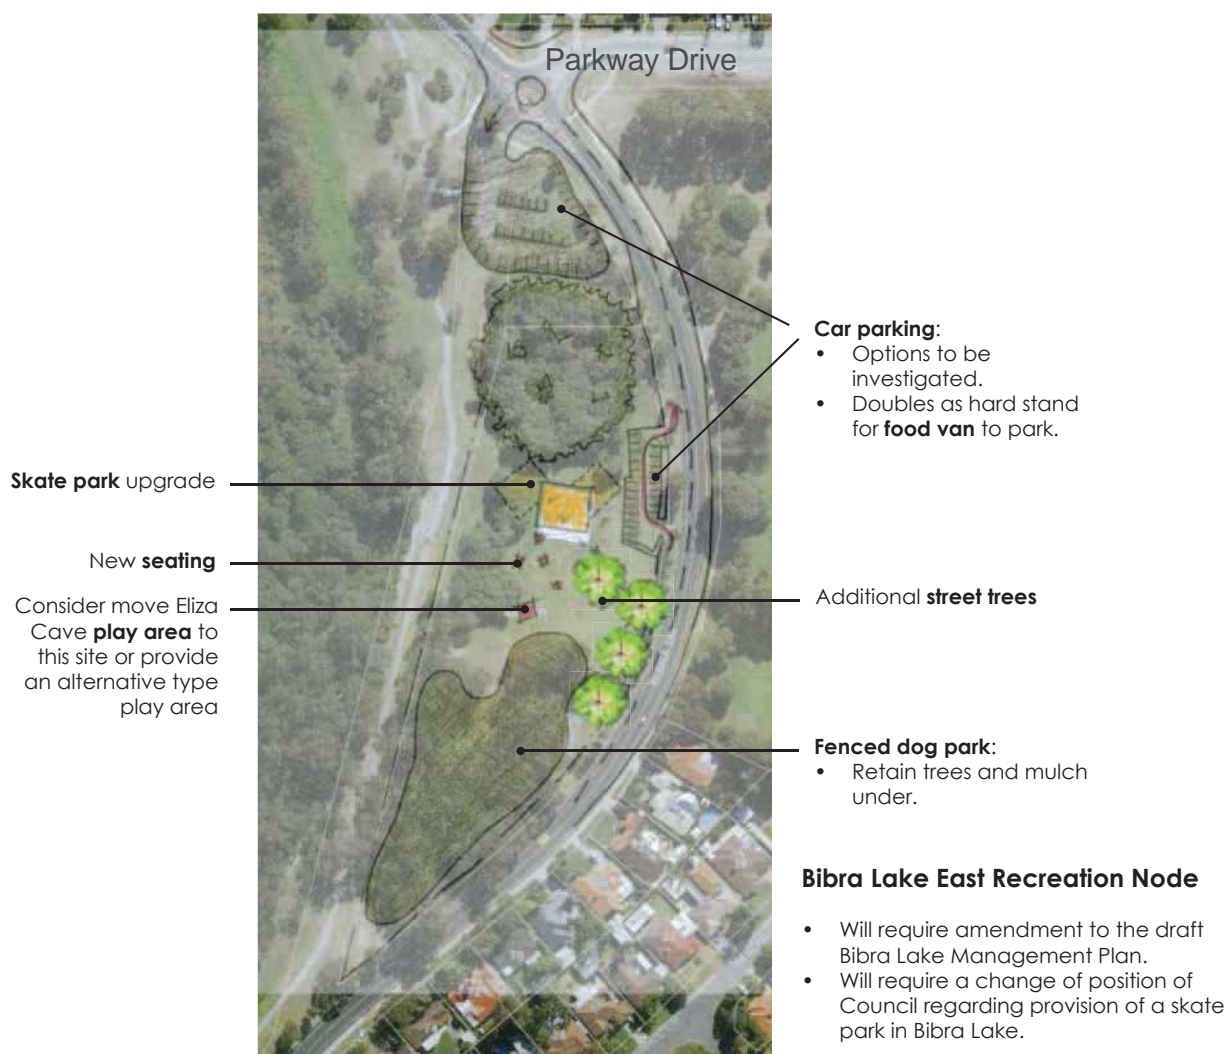 Parkway Drive
Car parking:
• Options to be
investigated.
• Doubles as hard stand
for food van to park.
Skate park upgrade
New seating
Consider move Eliza
Cave play area to
this site or provide
an alternative type
play area
Additional street trees
Fenced dog park:
• Retain trees and mulch
under.
Bibra Lake East Recreation Node
• Will require amendment to the draft
Bibra Lake Management Plan.
• Will require a change of position of
Council regarding provision of a skate
park in Bibra Lake.